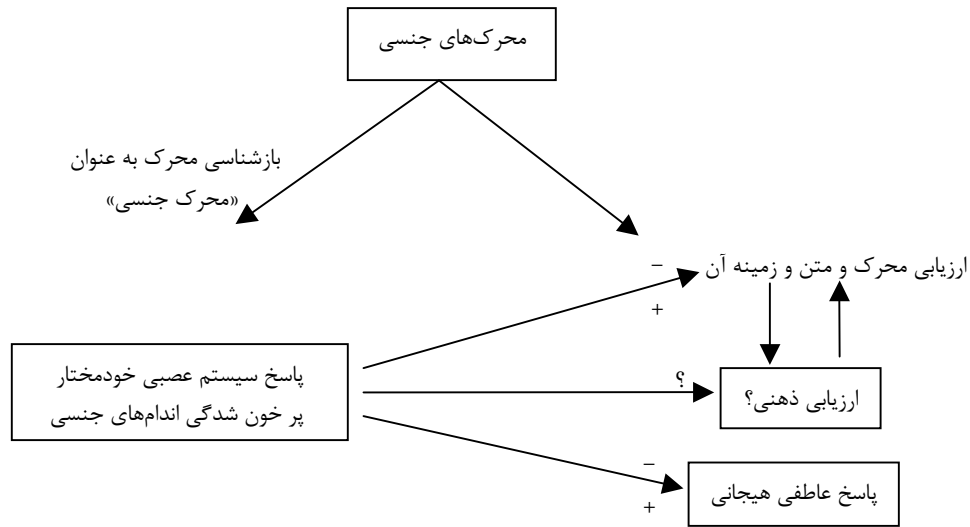 محرک‌های جنسی
بازشناسی محرک به عنوان
«محرک جنسی»
ارزیابی محرک و متن و زمینه آن
–
+
پاسخ سیستم عصبی خودمختار
پر خون شدگی اندام‌های جنسی
؟
ارزیابی ذهنی؟
–
+
پاسخ عاطفی هیجانی